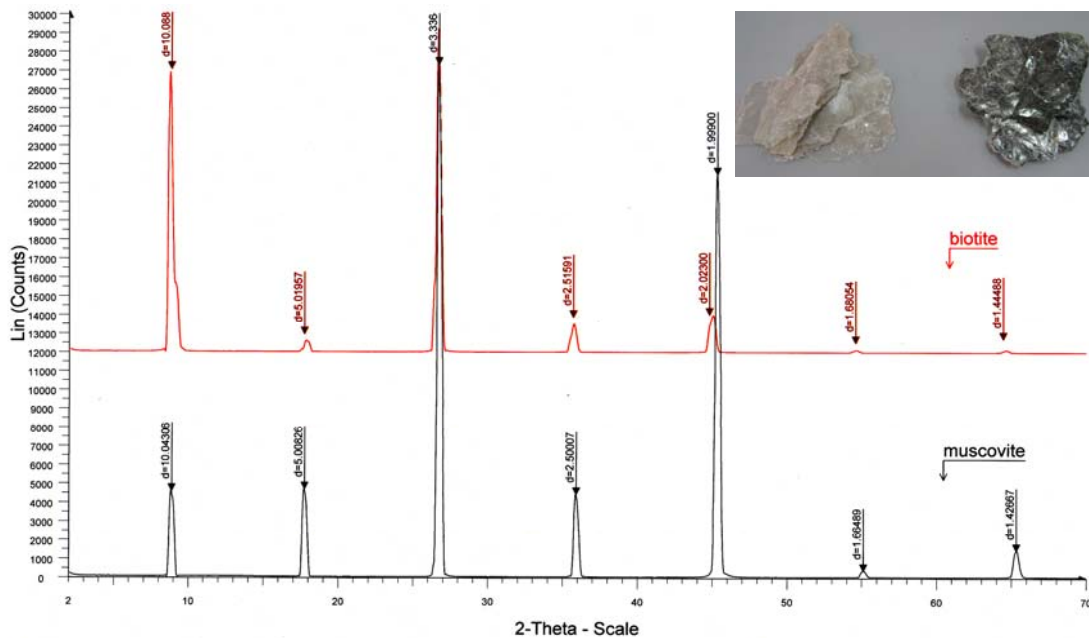 30000
29000
28000
27000
26000
25000
24000
23000
22000
21000
20000
19000
18000
17000
16000
15000
14000
13000
12000
11000
10000
9000
8000
7000
6000
5000
4000
3000
2000
1000
0
Lin (Counts)
d=10.088
d=5.01957
d=3.336
d=2.51591
d=2.02300
d=1.99900
d=1.68054
d=1.44488
biotite
d=10.04306
d=5.00826
d=2.50007
d=1.66489
d=1.42667
muscovite
2 10 20 30 40 50 60 70
2-Theta - Scale